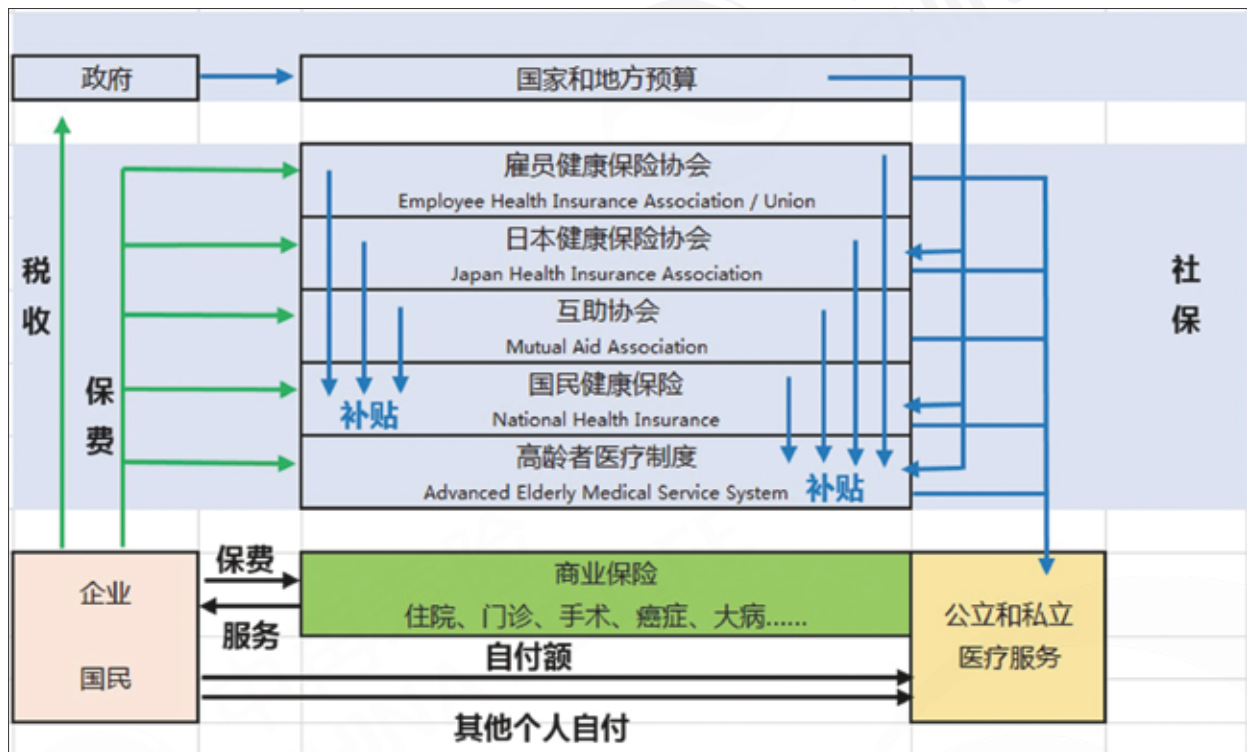 政府
国家和地方预算
雇员健康保险协会
Employee Health Insurance Association / Union
日本健康保险协会
Japan Health Insurance Association
互助协会
Mutual Aid Association
国民健康保险
National Health Insurance
补贴
高龄者医疗制度
Advanced Elderly Medical Service System
补贴
税收
保费
社保
企业
国民
保费
服务
商业保险
住院、门诊、手术、癌症、大病......
自付额
其他个人自付
公立和私立
医疗服务